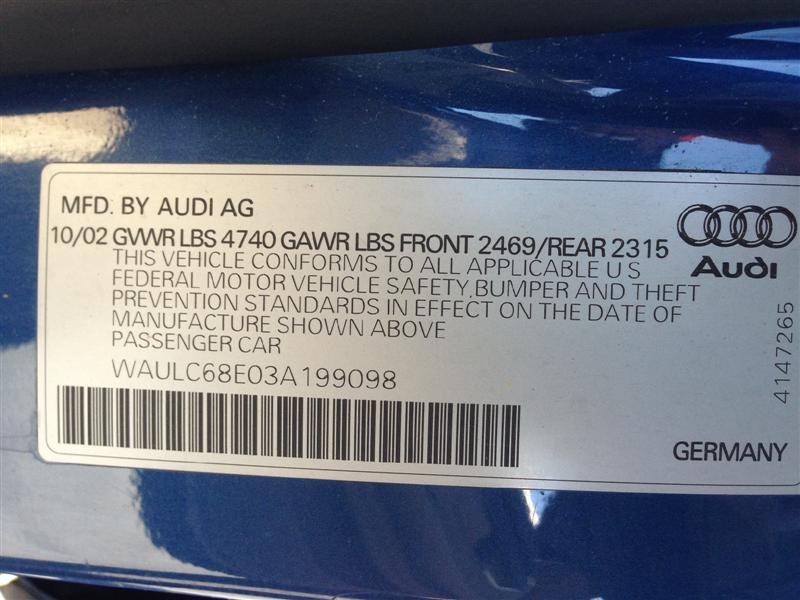 MFD. BY AUDI AG
10/02 GVWR LBS 4740 GAWR LBS FRONT 2469/REAR 2315
THIS VEHICLE CONFORMS TO ALL APPLICABLE U S
FEDERAL MOTOR VEHICLE SAFETY,BUMPER AND THEFT
PREVENTION STANDARDS IN EFFECT ON THE DATE OF
MANUFACTURE SHOWN ABOVE
PASSENGER CAR
WAULC68E03A199098
Audi
4147265
GERMANY